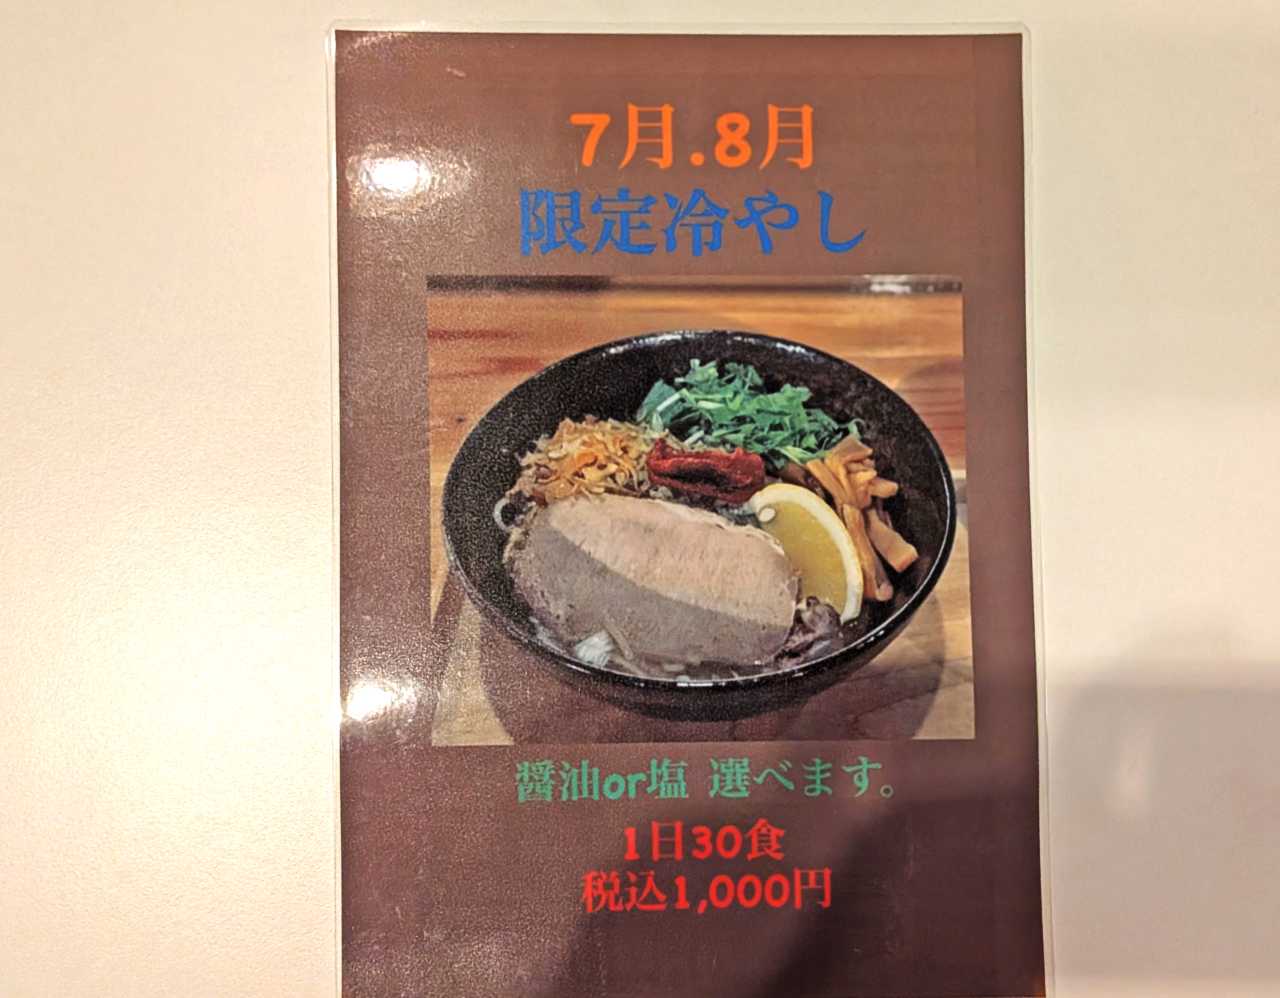 7月.8月
限定冷やし
醤油or塩 選べます。
1日30食
税込1,000円